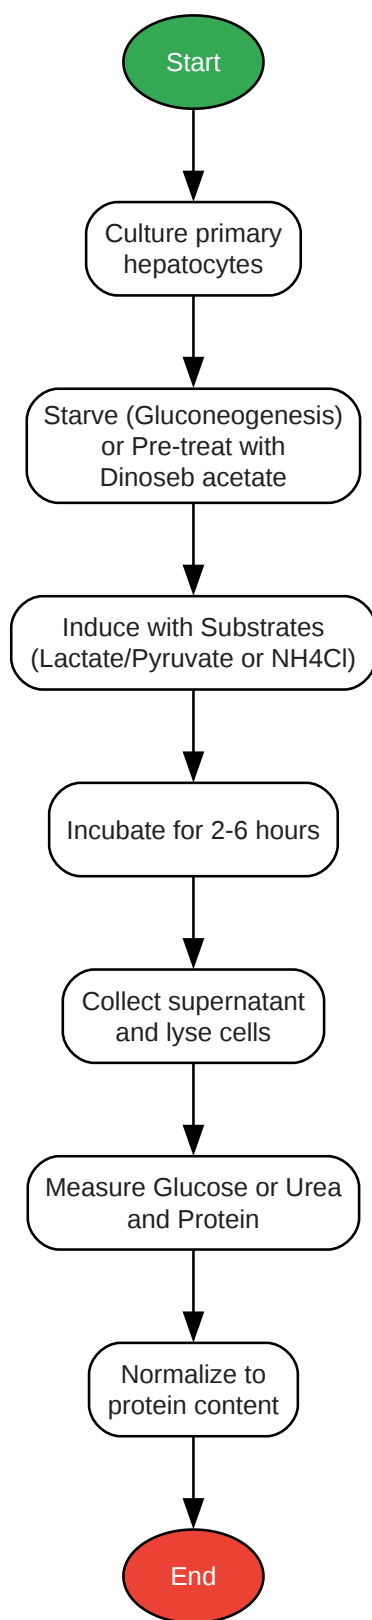 Start
Culture primary
hepatocytes
Starve (Gluconeogenesis)
or Pre-treat with
Dinoseb acetate
Induce with Substrates
(Lactate/Pyruvate or NH4Cl)
Incubate for 2-6 hours
Collect supernatant
and lyse cells
Measure Glucose or Urea
and Protein
Normalize to
protein content
End